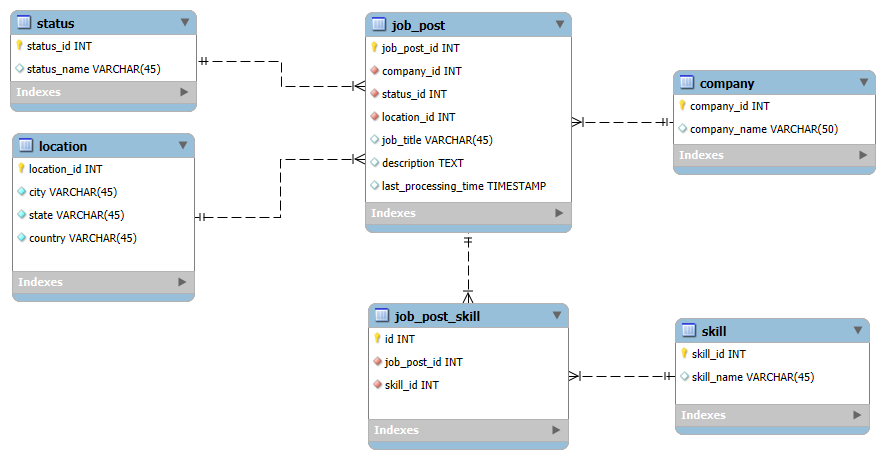 status
status_id INT
status_name VARCHAR(45)
Indexes
location
location_id INT
city VARCHAR(45)
state VARCHAR(45)
country VARCHAR(45)
Indexes
job_post
job_post_id INT
company_id INT
status_id INT
location_id INT
job_title VARCHAR(45)
description TEXT
last_processing_time TIMESTAMP
Indexes
company
company_id INT
company_name VARCHAR(50)
Indexes
job_post_skill
id INT
job_post_id INT
skill_id INT
Indexes
skill
skill_id INT
skill_name VARCHAR(45)
Indexes